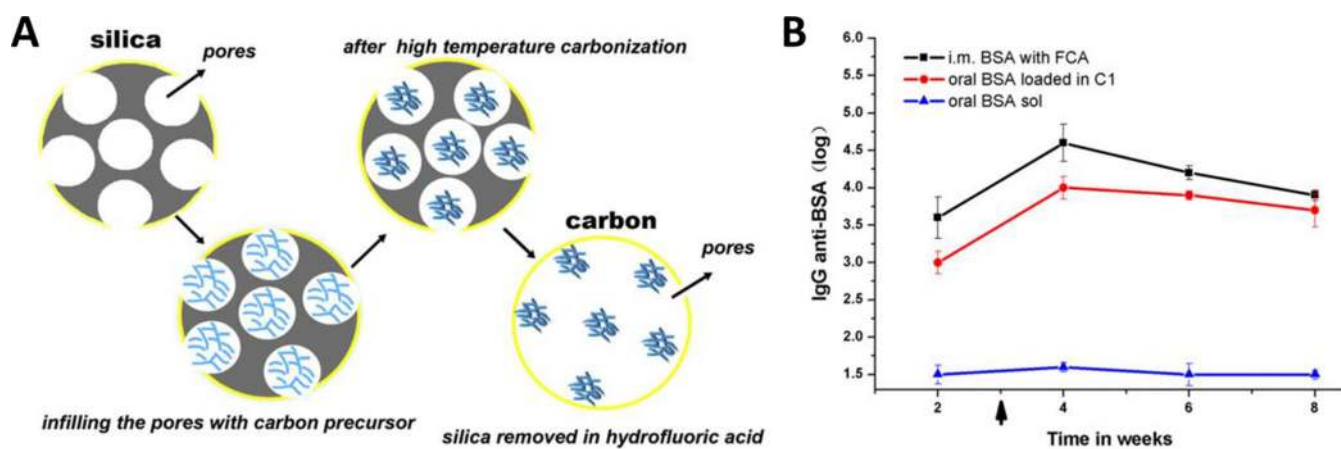 A
silica
pores
after high temperature carbonization
infilling the pores with carbon precursor
carbon
pores
silica removed in hydrofluoric acid
B
6.0
5.5
5.0
4.5
4.0
3.5
3.0
2.5
2.0
1.5
IgG anti-BSA (log)
i.m. BSA with FCA
oral BSA loaded in C1
oral BSA sol
2
4
6
8
Time in weeks